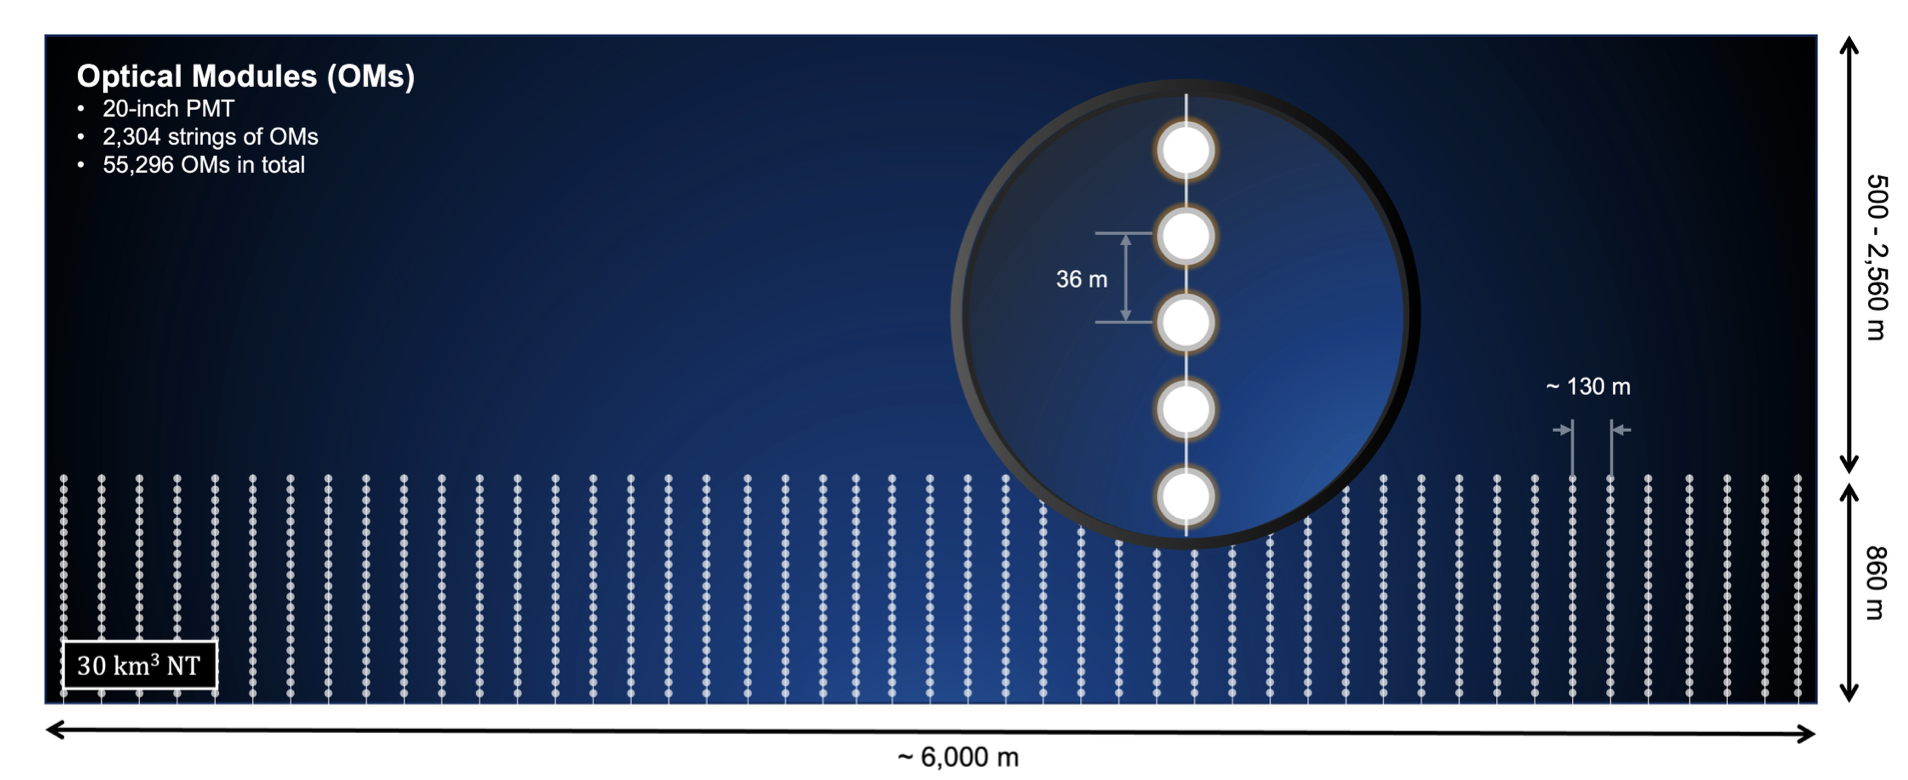 Optical Modules (OMs)
• 20-inch PMT
• 2,304 strings of OMs
• 55,296 OMs in total
36 m
~ 130 m
500 - 2,560 m
860 m
30 km³ NT
~ 6,000 m